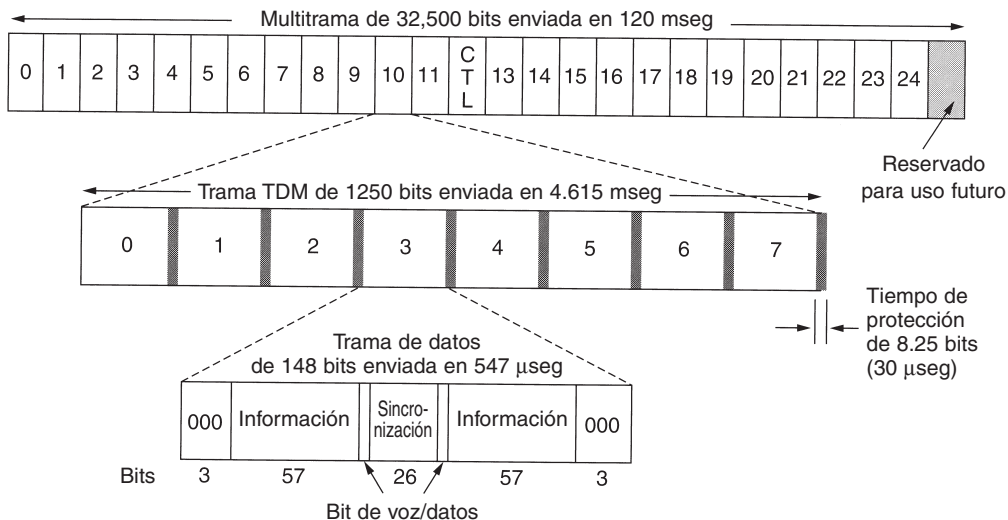 Multitrama de 32,500 bits enviada en 120 mseg
0 1 2 3 4 5 6 7 8 9 10 11 CTL 13 14 15 16 17 18 19 20 21 22 23 24
Reservado
para uso futuro
Trama TDM de 1250 bits enviada en 4.615 mseg
0 1 2 3 4 5 6 7
Tiempo de
protección
de 8.25 bits
(30 µseg)
Trama de datos
de 148 bits enviada en 547 µseg
000 Información Sincro-
nización Información 000
Bits 3 57 26 57 3
Bit de voz/datos